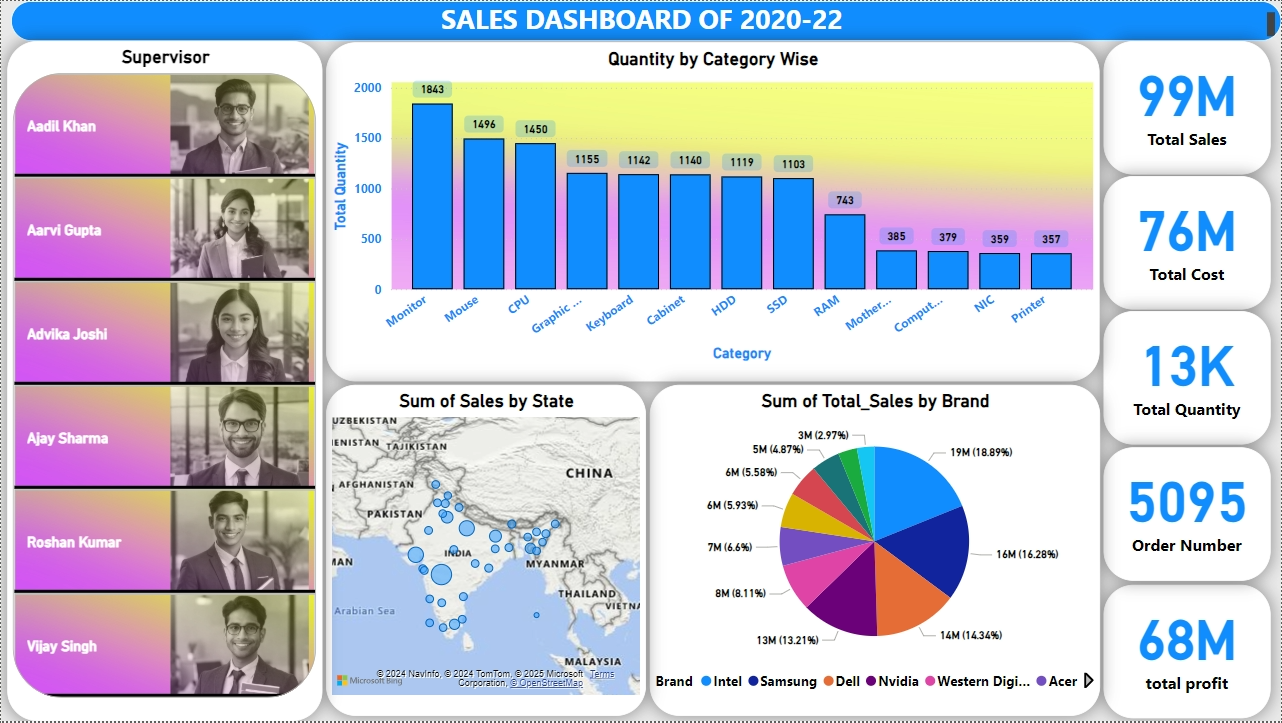 SALES DASHBOARD OF 2020-22
Supervisor
Aadil Khan
Aarvi Gupta
Advika Joshi
Ajay Sharma
Roshan Kumar
Vijay Singh
Quantity by Category Wise
Total Quantity
2000
1500
1000
500
0
1843
1496
1450
1155
1142
1140
1119
1103
743
385
379
359
357
Monitor
Mouse
CPU
Graphic ...
Keyboard
Cabinet
HDD
SSD
RAM
Mother...
Comput...
NIC
Printer
Category
Sum of Sales by State
UZBEKISTAN
TAJIKISTAN
CHINA
AFGHANISTAN
PAKISTAN
INDIA
MYANMAR
THAILAND
Arabian Sea
MALAYSIA
Microsoft Bing
© 2024 NavInfo, © 2024 TomTom, © 2025 Microsoft Terms
Corporation, © OpenStreetMap
Sum of Total_Sales by Brand
19M (18.89%)
16M (16.28%)
14M (14.34%)
13M (13.21%)
8M (8.11%)
7M (6.6%)
6M (5.93%)
6M (5.58%)
5M (4.87%)
3M (2.97%)
Brand Intel Samsung Dell Nvidia Western Digi... Acer
99M
Total Sales
76M
Total Cost
13K
Total Quantity
5095
Order Number
68M
total profit